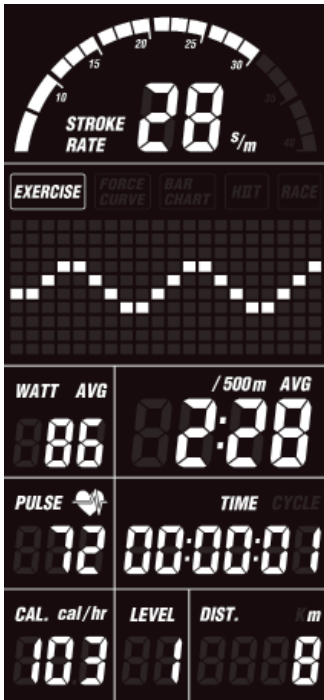 20 25
15 30
10 35
40
STROKE
RATE 28 s/m
EXERCISE FORCE CURVE BAR CHART HIIT RACE
WATT AVG /500m AVG
86 2:28
PULSE TIME CYCLE
72 00:00:01
CAL. cal/hr LEVEL DIST. Km
103 1 8